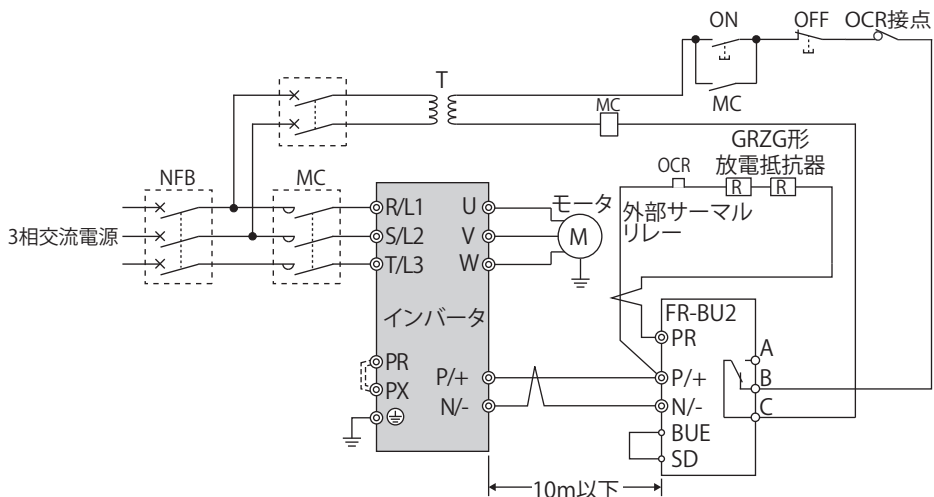 ON
OFF
OCR接点
T
MC
MC
GRZG形
放電抵抗器
OCR
R
R
外部サーマル
リレー
NFB
MC
R/L1
U
モータ
3相交流電源
S/L2
V
M
T/L3
W
インバータ
FR-BU2
PR
A
PR
P/+
P/+
B
PX
N/-
N/-
C
BUE
SD
10m以下